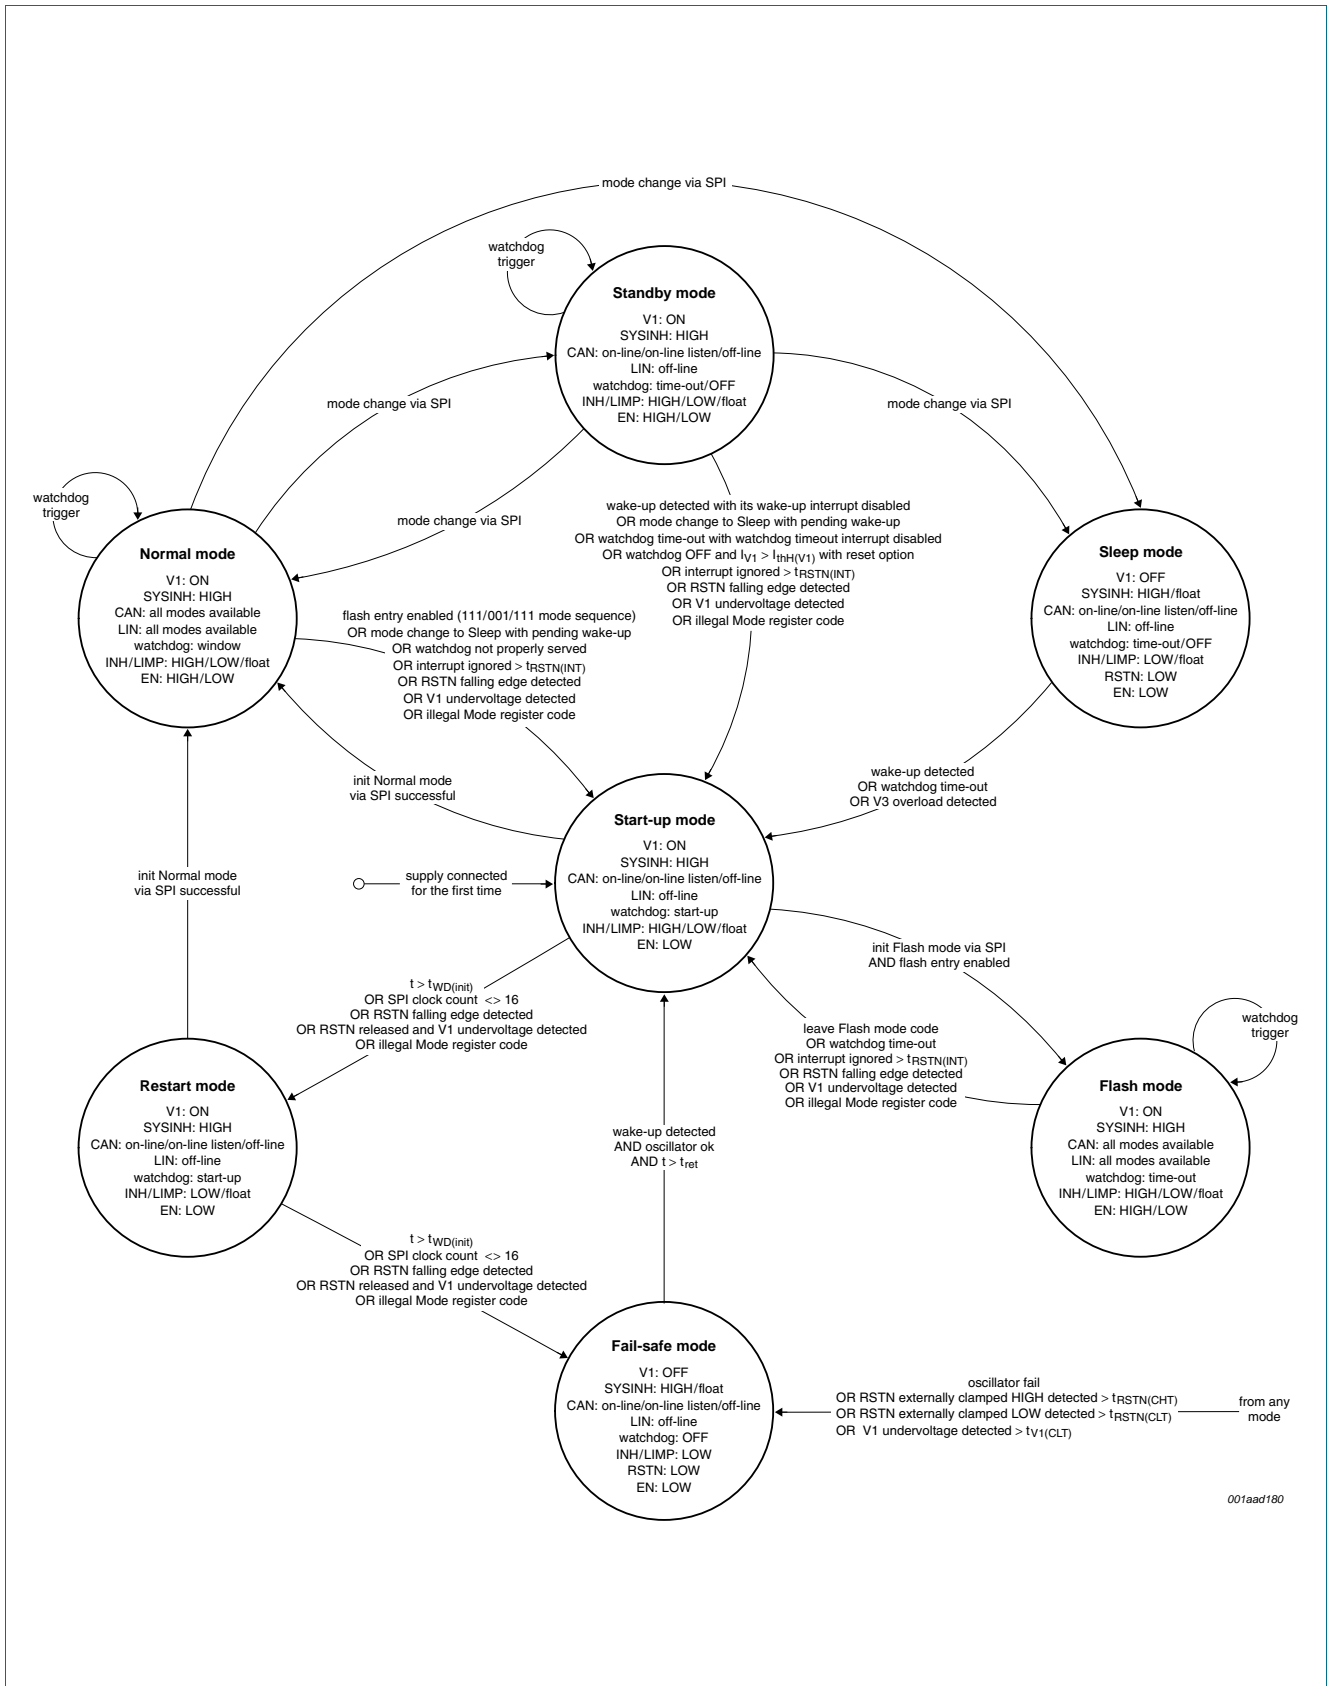 mode change via SPI
watchdog
trigger
Standby mode
V1: ON
SYSINH: HIGH
CAN: on-line/on-line listen/off-line
LIN: off-line
watchdog: time-out/OFF
INH/LIMP: HIGH/LOW/float
EN: HIGH/LOW
mode change via SPI
mode change via SPI
mode change via SPI
watchdog
trigger
Normal mode
V1: ON
SYSINH: HIGH
CAN: all modes available
LIN: all modes available
watchdog: window
INH/LIMP: HIGH/LOW/float
EN: HIGH/LOW
wake-up detected with its wake-up interrupt disabled
OR mode change to Sleep with pending wake-up
OR watchdog time-out with watchdog timeout interrupt disabled
OR watchdog OFF and IV1 > IthH(V1) with reset option
OR interrupt ignored > tRSTN(INT)
OR RSTN falling edge detected
OR V1 undervoltage detected
OR illegal Mode register code
Sleep mode
V1: OFF
SYSINH: HIGH/float
CAN: on-line/on-line listen/off-line
LIN: off-line
watchdog: time-out/OFF
INH/LIMP: LOW/float
RSTN: LOW
EN: LOW
flash entry enabled (111/001/111 mode sequence)
OR mode change to Sleep with pending wake-up
OR watchdog not properly served
OR interrupt ignored > tRSTN(INT)
OR RSTN falling edge detected
OR V1 undervoltage detected
OR illegal Mode register code
init Normal mode
via SPI successful
wake-up detected
OR watchdog time-out
OR V3 overload detected
Start-up mode
V1: ON
SYSINH: HIGH
CAN: on-line/on-line listen/off-line
LIN: off-line
watchdog: start-up
INH/LIMP: HIGH/LOW/float
EN: LOW
init Normal mode
via SPI successful
supply connected
for the first time
init Flash mode via SPI
AND flash entry enabled
t > tWD(init)
OR SPI clock count <> 16
OR RSTN falling edge detected
OR RSTN released and V1 undervoltage detected
OR illegal Mode register code
leave Flash mode code
OR watchdog time-out
OR interrupt ignored > tRSTN(INT)
OR RSTN falling edge detected
OR V1 undervoltage detected
OR illegal Mode register code
watchdog
trigger
Restart mode
V1: ON
SYSINH: HIGH
CAN: on-line/on-line listen/off-line
LIN: off-line
watchdog: start-up
INH/LIMP: LOW/float
EN: LOW
Flash mode
V1: ON
SYSINH: HIGH
CAN: all modes available
LIN: all modes available
watchdog: time-out
INH/LIMP: HIGH/LOW/float
EN: HIGH/LOW
wake-up detected
AND oscillator ok
AND t > tret
t > tWD(init)
OR SPI clock count <> 16
OR RSTN falling edge detected
OR RSTN released and V1 undervoltage detected
OR illegal Mode register code
Fail-safe mode
V1: OFF
SYSINH: HIGH/float
CAN: on-line/on-line listen/off-line
LIN: off-line
watchdog: OFF
INH/LIMP: LOW
RSTN: LOW
EN: LOW
oscillator fail
OR RSTN externally clamped HIGH detected > tRSTN(CHT)
OR RSTN externally clamped LOW detected > tRSTN(CLT)
OR V1 undervoltage detected > tV1(CLT)
from any
mode
001aad180